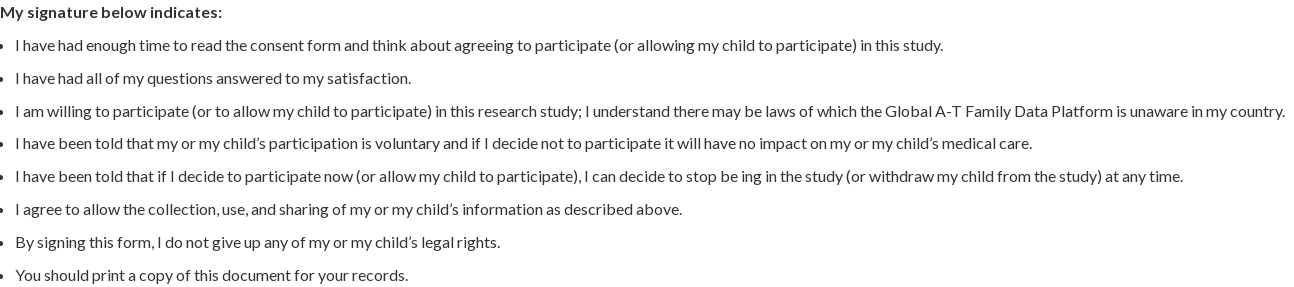 My signature below indicates:
• I have had enough time to read the consent form and think about agreeing to participate (or allowing my child to participate) in this study.
• I have had all of my questions answered to my satisfaction.
• I am willing to participate (or to allow my child to participate) in this research study; I understand there may be laws of which the Global A-T Family Data Platform is unaware in my country.
• I have been told that my or my child’s participation is voluntary and if I decide not to participate it will have no impact on my or my child’s medical care.
• I have been told that if I decide to participate now (or allow my child to participate), I can decide to stop be ing in the study (or withdraw my child from the study) at any time.
• I agree to allow the collection, use, and sharing of my or my child’s information as described above.
• By signing this form, I do not give up any of my or my child’s legal rights.
• You should print a copy of this document for your records.